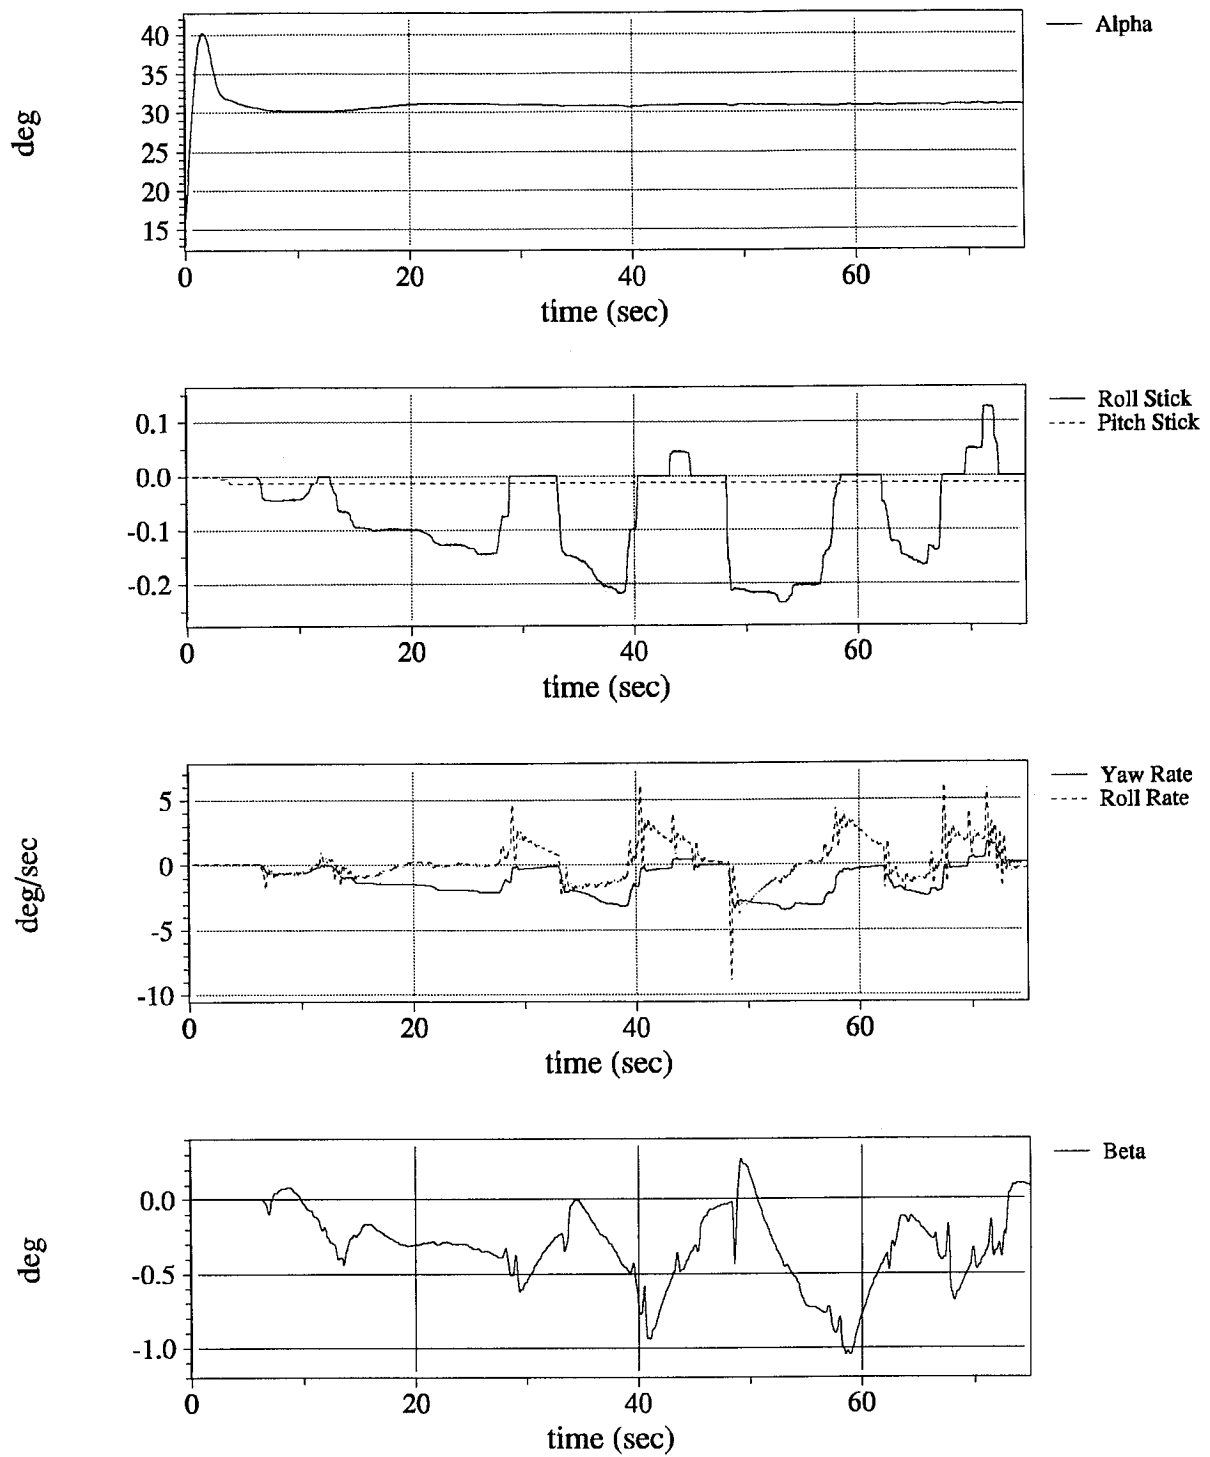 Alpha
40
35
30
25
20
15
deg
0 20 40 60
time (sec)
Roll Stick
Pitch Stick
0.1
0.0
-0.1
-0.2
0 20 40 60
time (sec)
Yaw Rate
Roll Rate
5
0
-5
-10
deg/sec
0 20 40 60
time (sec)
Beta
0.0
-0.5
-1.0
deg
0 20 40 60
time (sec)